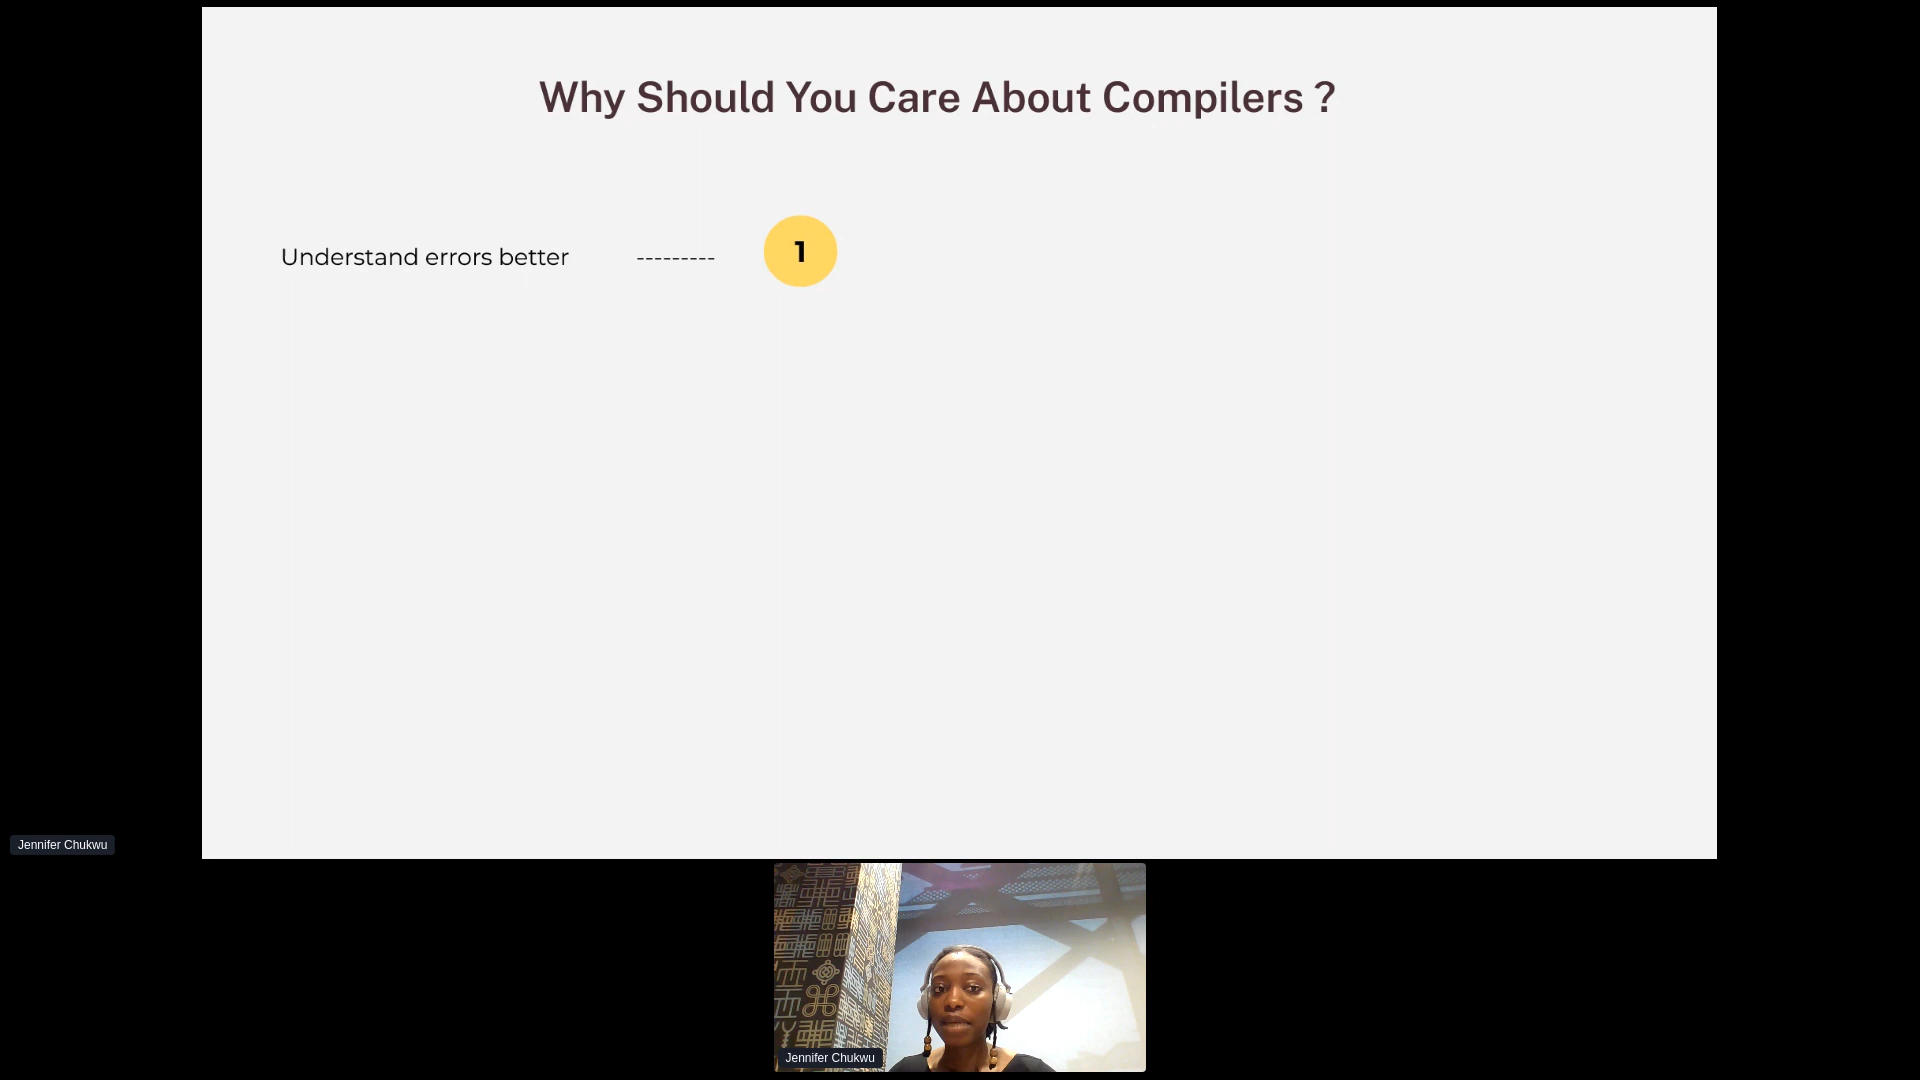 Why Should You Care About Compilers ?
Understand errors better --------- 1
Jennifer Chukwu
Jennifer Chukwu